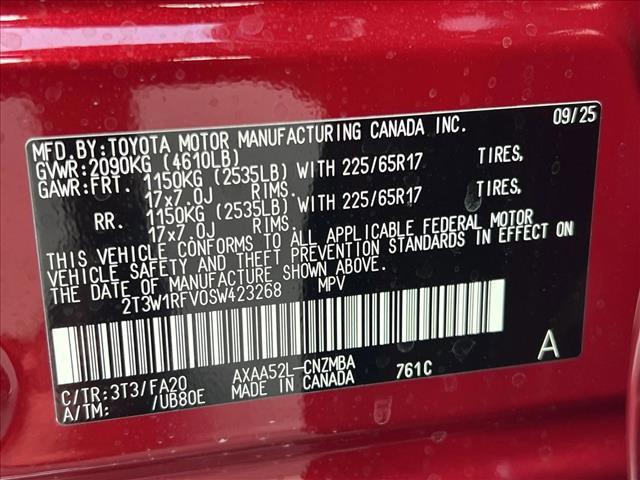 MFD.BY:TOYOTA MOTOR MANUFACTURING CANADA INC. 09/25
GVWR:2090KG (4610LB)
GAWR:FRT. 1150KG (2535LB) WITH 225/65R17 TIRES,
17x7.0J RIMS.
RR. 1150KG (2535LB) WITH 225/65R17 TIRES,
17x7.0J RIMS.
THIS VEHICLE CONFORMS TO ALL APPLICABLE FEDERAL MOTOR
VEHICLE SAFETY AND THEFT PREVENTION STANDARDS IN EFFECT ON
THE DATE OF MANUFACTURE SHOWN ABOVE.
2T3W1RFV0SW423268 MPV
A
C/TR:3T3/FA20 AXAA52L-CNZMBA 761C
A/TM: /UB80E MADE IN CANADA